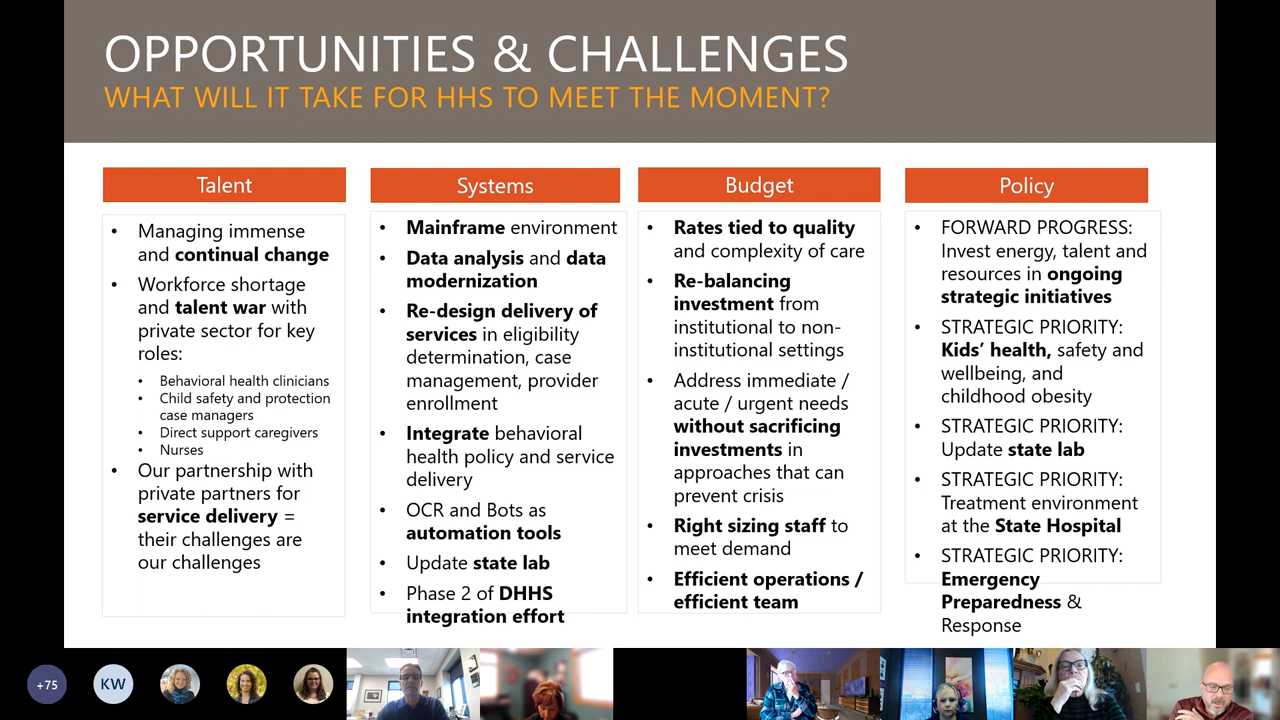 OPPORTUNITIES & CHALLENGES
WHAT WILL IT TAKE FOR HHS TO MEET THE MOMENT?
Talent
• Managing immense
and continual change
• Workforce shortage
and talent war with
private sector for key
roles:
• Behavioral health clinicians
• Child safety and protection
case managers
• Direct support caregivers
• Nurses
• Our partnership with
private partners for
service delivery =
their challenges are
our challenges
Systems
• Mainframe environment
• Data analysis and data
modernization
• Re-design delivery of
services in eligibility
determination, case
management, provider
enrollment
• Integrate behavioral
health policy and service
delivery
• OCR and Bots as
automation tools
• Update state lab
• Phase 2 of DHHS
integration effort
Budget
• Rates tied to quality
and complexity of care
• Re-balancing
investment from
institutional to non-
institutional settings
• Address immediate /
acute / urgent needs
without sacrificing
investments in
approaches that can
prevent crisis
• Right sizing staff to
meet demand
• Efficient operations /
efficient team
Policy
• FORWARD PROGRESS:
Invest energy, talent and
resources in ongoing
strategic initiatives
• STRATEGIC PRIORITY:
Kids’ health, safety and
wellbeing, and
childhood obesity
• STRATEGIC PRIORITY:
Update state lab
• STRATEGIC PRIORITY:
Treatment environment
at the State Hospital
• STRATEGIC PRIORITY:
Emergency
Preparedness &
Response
+75
KW